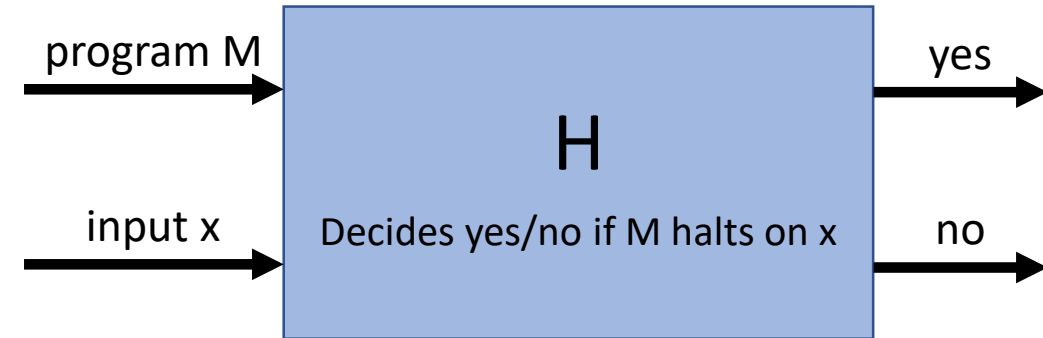 program M
yes
H
input x
Decides yes/no if M halts on x
no